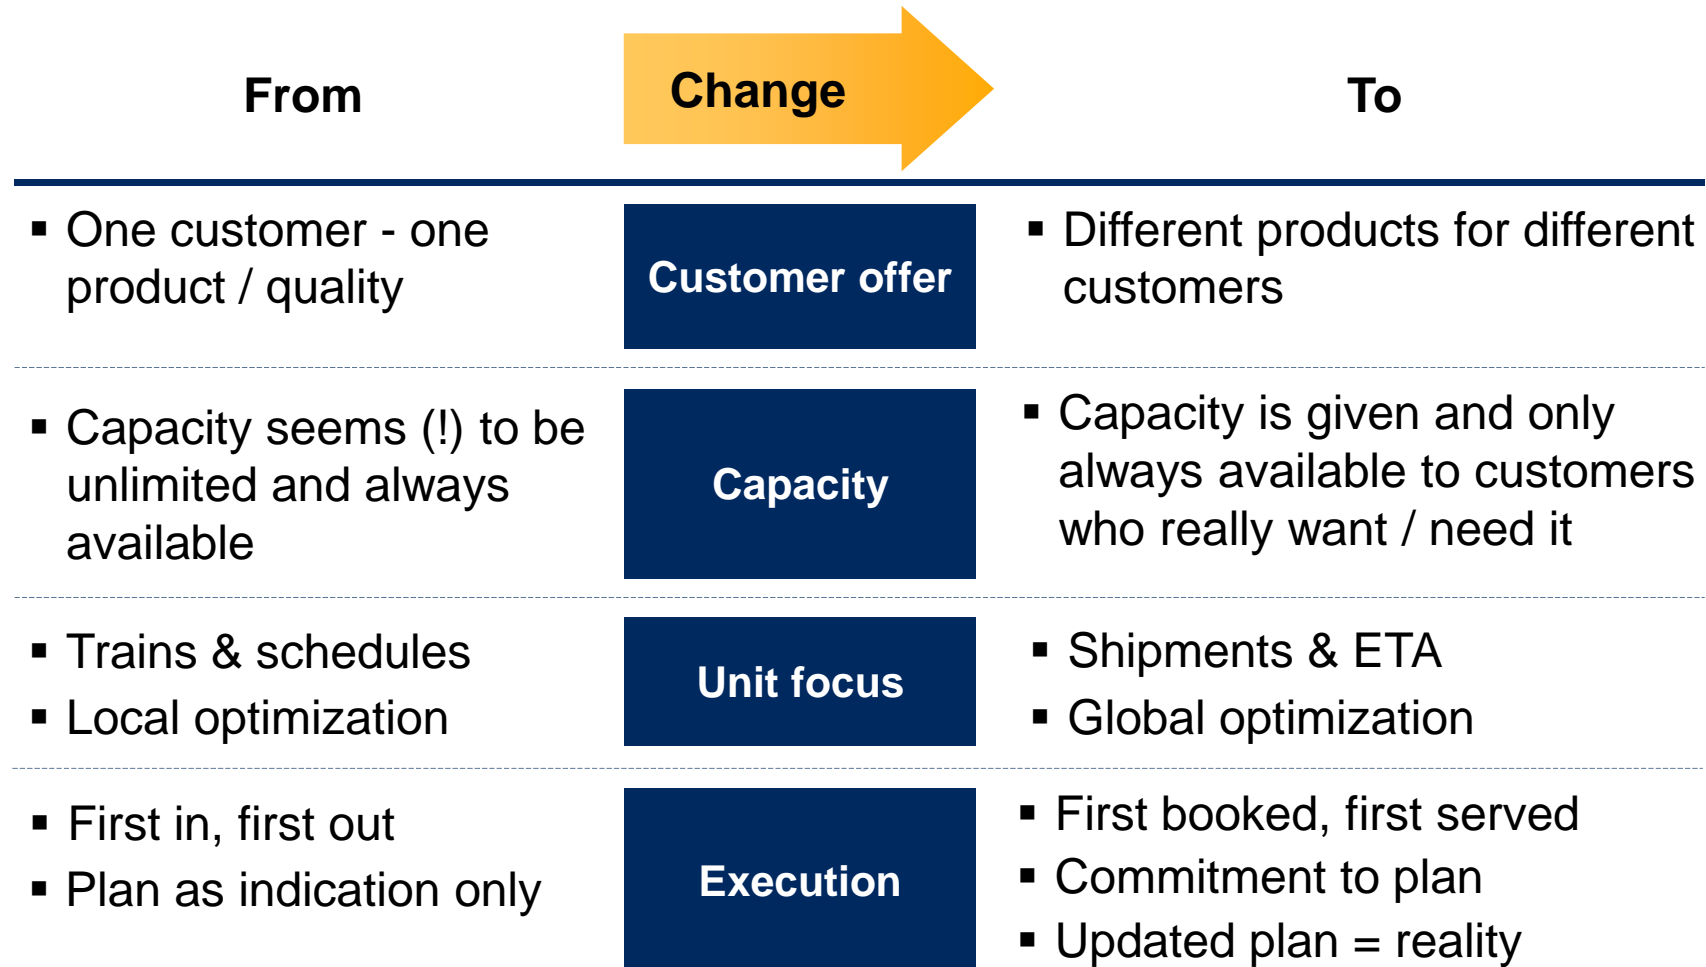 From
Change
To
▪ One customer - one
product / quality
Customer offer
▪ Different products for different
customers
▪ Capacity seems (!) to be
unlimited and always
available
Capacity
▪ Capacity is given and only
always available to customers
who really want / need it
▪ Trains & schedules
▪ Local optimization
Unit focus
▪ Shipments & ETA
▪ Global optimization
▪ First in, first out
▪ Plan as indication only
Execution
▪ First booked, first served
▪ Commitment to plan
▪ Updated plan = reality